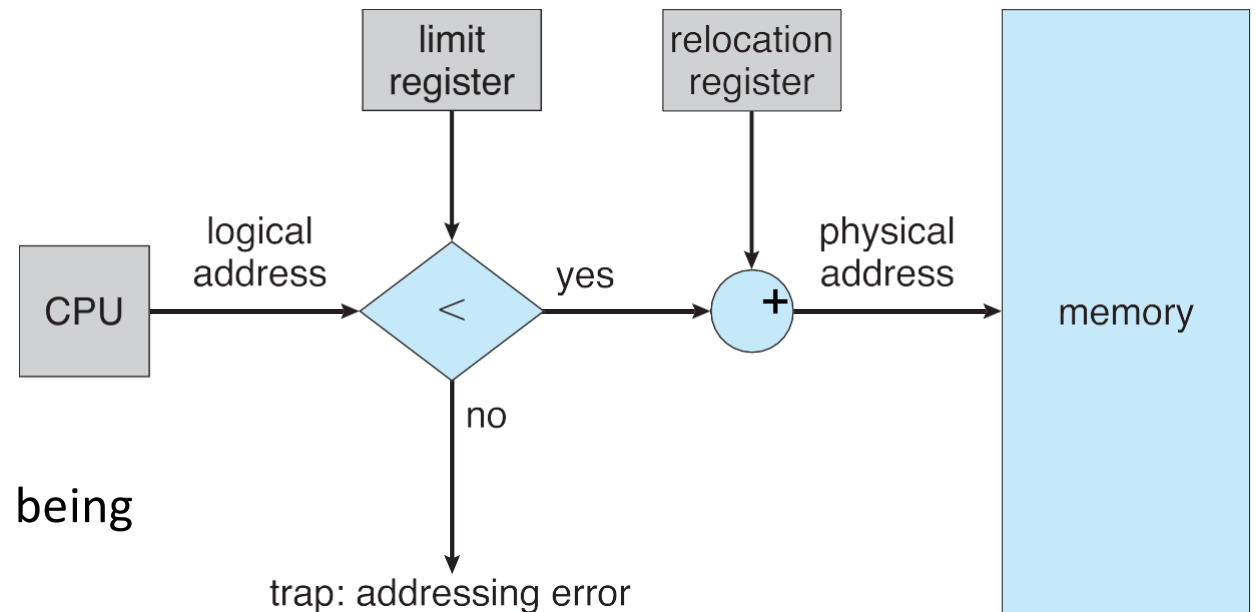 limit
register
relocation
register
logical
address
physical
address
CPU
<
yes
+
memory
no
being
trap: addressing error